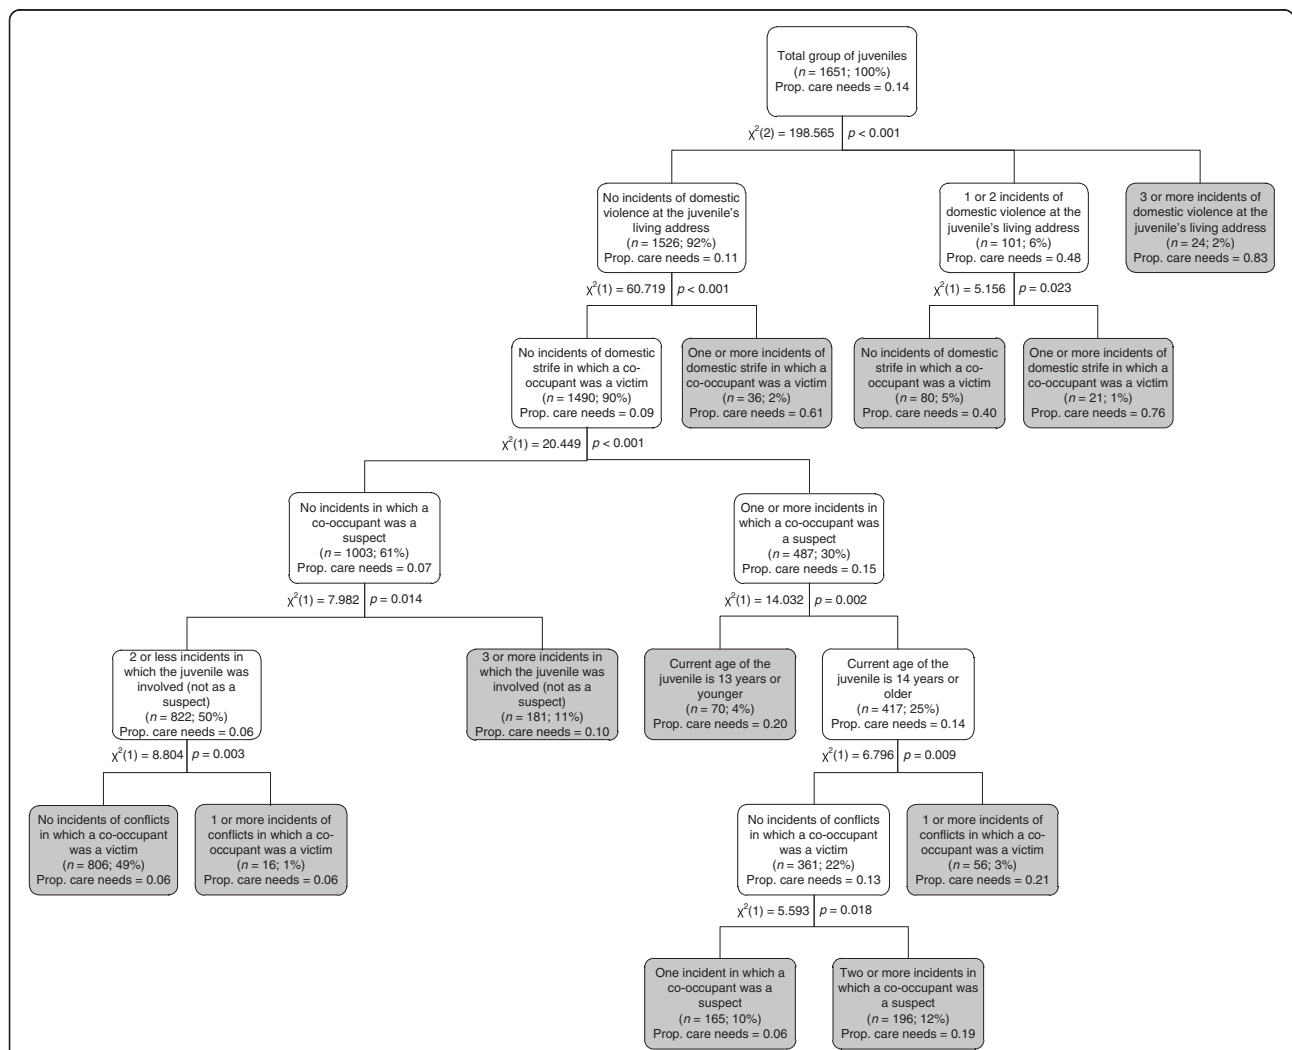 Total group of juveniles
(n = 1651; 100%)
Prop. care needs = 0.14
χ²(2) = 198.565 p < 0.001
No incidents of domestic
violence at the juvenile's
living address
(n = 1526; 92%)
Prop. care needs = 0.11
1 or 2 incidents of
domestic violence at the
juvenile's living address
(n = 101; 6%)
Prop. care needs = 0.48
3 or more incidents of
domestic violence at the
juvenile's living address
(n = 24; 2%)
Prop. care needs = 0.83
χ²(1) = 60.719 p < 0.001
χ²(1) = 5.156 p = 0.023
No incidents of domestic
strife in which a co-
occupant was a victim
(n = 1490; 90%)
Prop. care needs = 0.09
One or more incidents of
domestic strife in which a
co-occupant was a victim
(n = 36; 2%)
Prop. care needs = 0.61
No incidents of domestic
strife in which a co-
occupant was a victim
(n = 80; 5%)
Prop. care needs = 0.40
One or more incidents of
domestic strife in which a
co-occupant was a victim
(n = 21; 1%)
Prop. care needs = 0.76
χ²(1) = 20.449 p < 0.001
No incidents in which a
co-occupant was a
suspect
(n = 1003; 61%)
Prop. care needs = 0.07
One or more incidents in
which a co-occupant was
a suspect
(n = 487; 30%)
Prop. care needs = 0.15
χ²(1) = 7.982 p = 0.014
χ²(1) = 14.032 p = 0.002
2 or less incidents in
which the juvenile was
involved (not as a
suspect)
(n = 822; 50%)
Prop. care needs = 0.06
3 or more incidents in
which the juvenile was
involved (not as a
suspect)
(n = 181; 11%)
Prop. care needs = 0.10
Current age of the
juvenile is 13 years or
younger
(n = 70; 4%)
Prop. care needs = 0.20
Current age of the
juvenile is 14 years or
older
(n = 417; 25%)
Prop. care needs = 0.14
χ²(1) = 8.804 p = 0.003
χ²(1) = 6.796 p = 0.009
No incidents of conflicts
in which a co-occupant
was a victim
(n = 806; 49%)
Prop. care needs = 0.06
1 or more incidents of
conflicts in which a co-
occupant was a victim
(n = 16; 1%)
Prop. care needs = 0.06
No incidents of conflicts
in which a co-occupant
was a victim
(n = 361; 22%)
Prop. care needs = 0.13
1 or more incidents of
conflicts in which a co-
occupant was a victim
(n = 56; 3%)
Prop. care needs = 0.21
χ²(1) = 5.593 p = 0.018
One incident in which a
co-occupant was a
suspect
(n = 165; 10%)
Prop. care needs = 0.06
Two or more incidents in
which a co-occupant was
a suspect
(n = 196; 12%)
Prop. care needs = 0.19